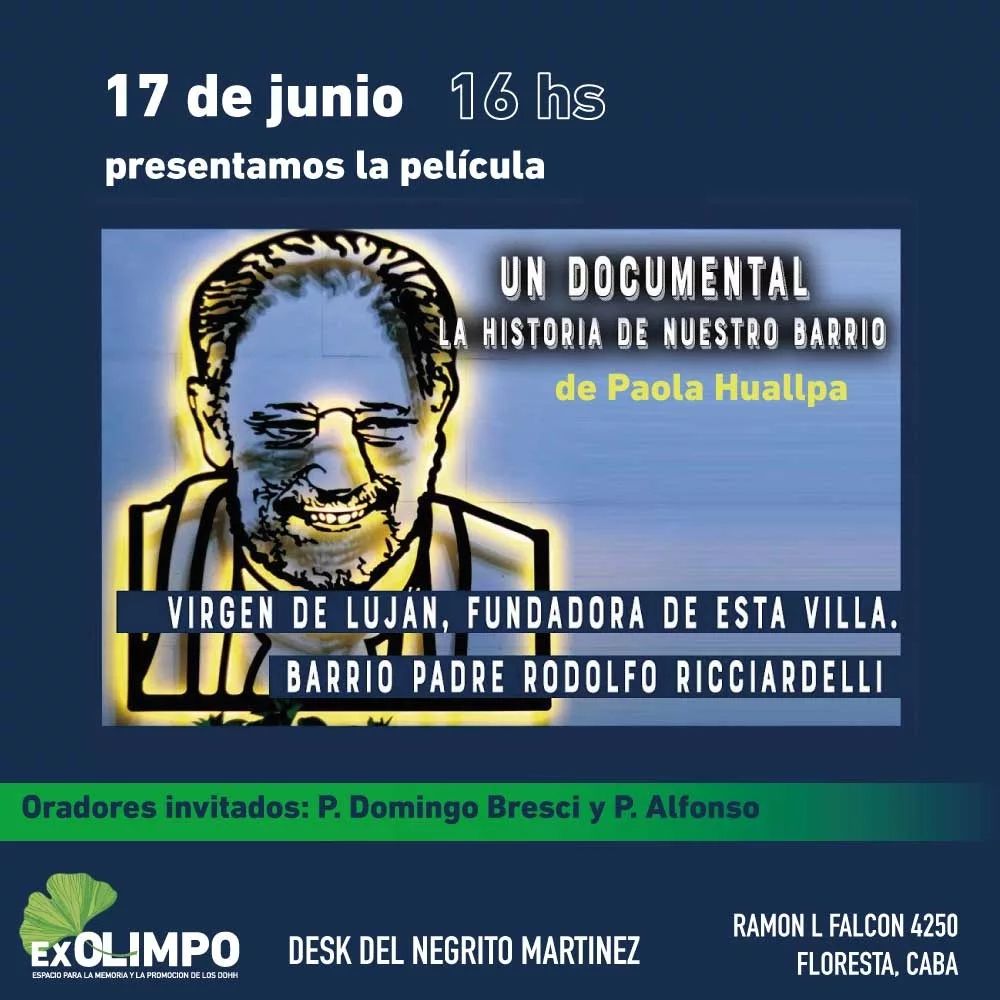 17 de junio 16 hs
presentamos la película
UN DOCUMENTAL
LA HISTORIA DE NUESTRO BARRIO
de Paola Huallpa
VIRGEN DE LUJÁN, FUNDADORA DE ESTA VILLA.
BARRIO PADRE RODOLFO RICCIARDELLI
Oradores invitados: P. Domingo Bresci y P. Alfonso
EXOLIMPO
ESPACIO PARA LA MEMORIA Y LA PROMOCION DE LOS DDHH
DESK DEL NEGRITO MARTINEZ
RAMON L FALCON 4250
FLORESTA, CABA